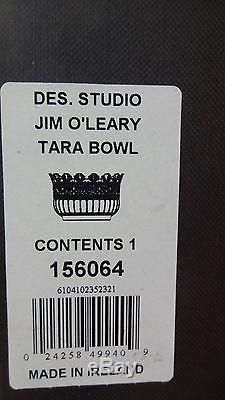 DES. STUDIO
JIM O'LEARY
TARA BOWL
CONTENTS 1
156064
6104102352321
0 24258 49940 9
MADE IN IRELAND